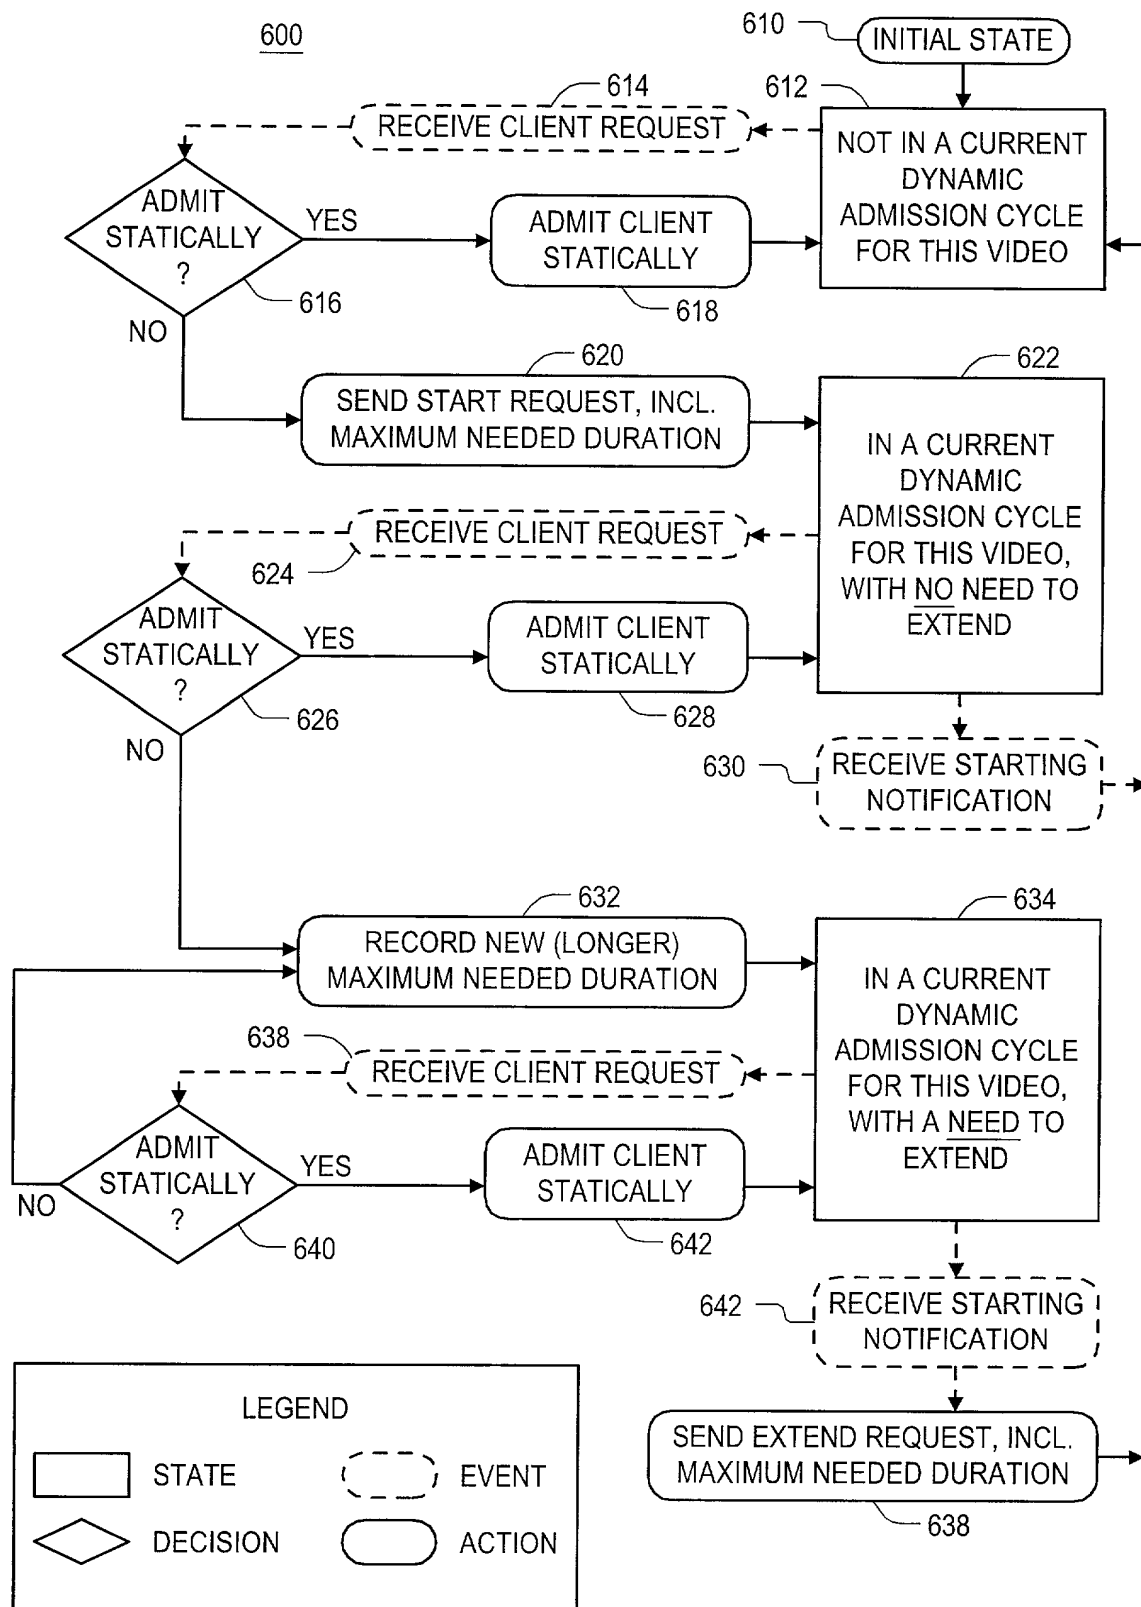 600
610
INITIAL STATE
614
612
RECEIVE CLIENT REQUEST
NOT IN A CURRENT
DYNAMIC
ADMISSION CYCLE
FOR THIS VIDEO
ADMIT
STATICALLY
?
YES
616
NO
ADMIT CLIENT
STATICALLY
618
620
SEND START REQUEST, INCL.
MAXIMUM NEEDED DURATION
622
IN A CURRENT
DYNAMIC
ADMISSION CYCLE
FOR THIS VIDEO,
WITH NO NEED TO
EXTEND
RECEIVE CLIENT REQUEST
624
ADMIT
STATICALLY
?
YES
626
NO
ADMIT CLIENT
STATICALLY
628
630
RECEIVE STARTING
NOTIFICATION
632
RECORD NEW (LONGER)
MAXIMUM NEEDED DURATION
634
IN A CURRENT
DYNAMIC
ADMISSION CYCLE
FOR THIS VIDEO,
WITH A NEED TO
EXTEND
638
RECEIVE CLIENT REQUEST
ADMIT
STATICALLY
?
YES
NO
640
ADMIT CLIENT
STATICALLY
642
642
RECEIVE STARTING
NOTIFICATION
SEND EXTEND REQUEST, INCL.
MAXIMUM NEEDED DURATION
638
LEGEND
STATE
EVENT
DECISION
ACTION